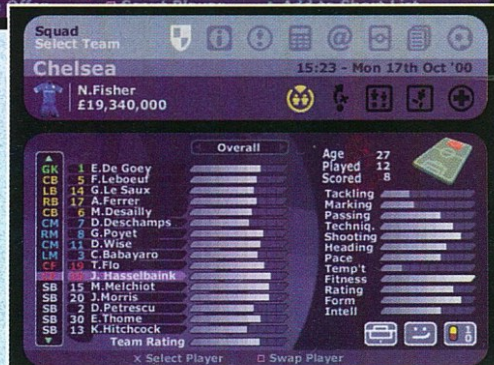 Squad
Select Team
Chelsea
15:23 - Mon 17th Oct '00
N.Fisher
£19,340,000
Overall
GK 1 E.De Goey
CB 5 F.Leboeuf
LB 14 G.Le Saux
RB 17 A.Ferrer
CB 6 M.Desailly
CM 7 D.Deschamps
RM 8 G.Poyet
CM 11 D.Wise
LM 3 C.Babayaro
CF 19 T.Flo
J. Hasselbaink
SB 15 M.Melchiot
SB 20 J.Morris
SB 2 D.Petrescu
SB 30 E.Thome
SB 13 K.Hitchcock
Team Rating
Age 27
Played 12
Scored 8
Tackling
Marking
Passing
Techniq.
Shooting
Heading
Pace
Temp't
Fitness
Rating
Form
Intell
X Select Player
□ Swap Player